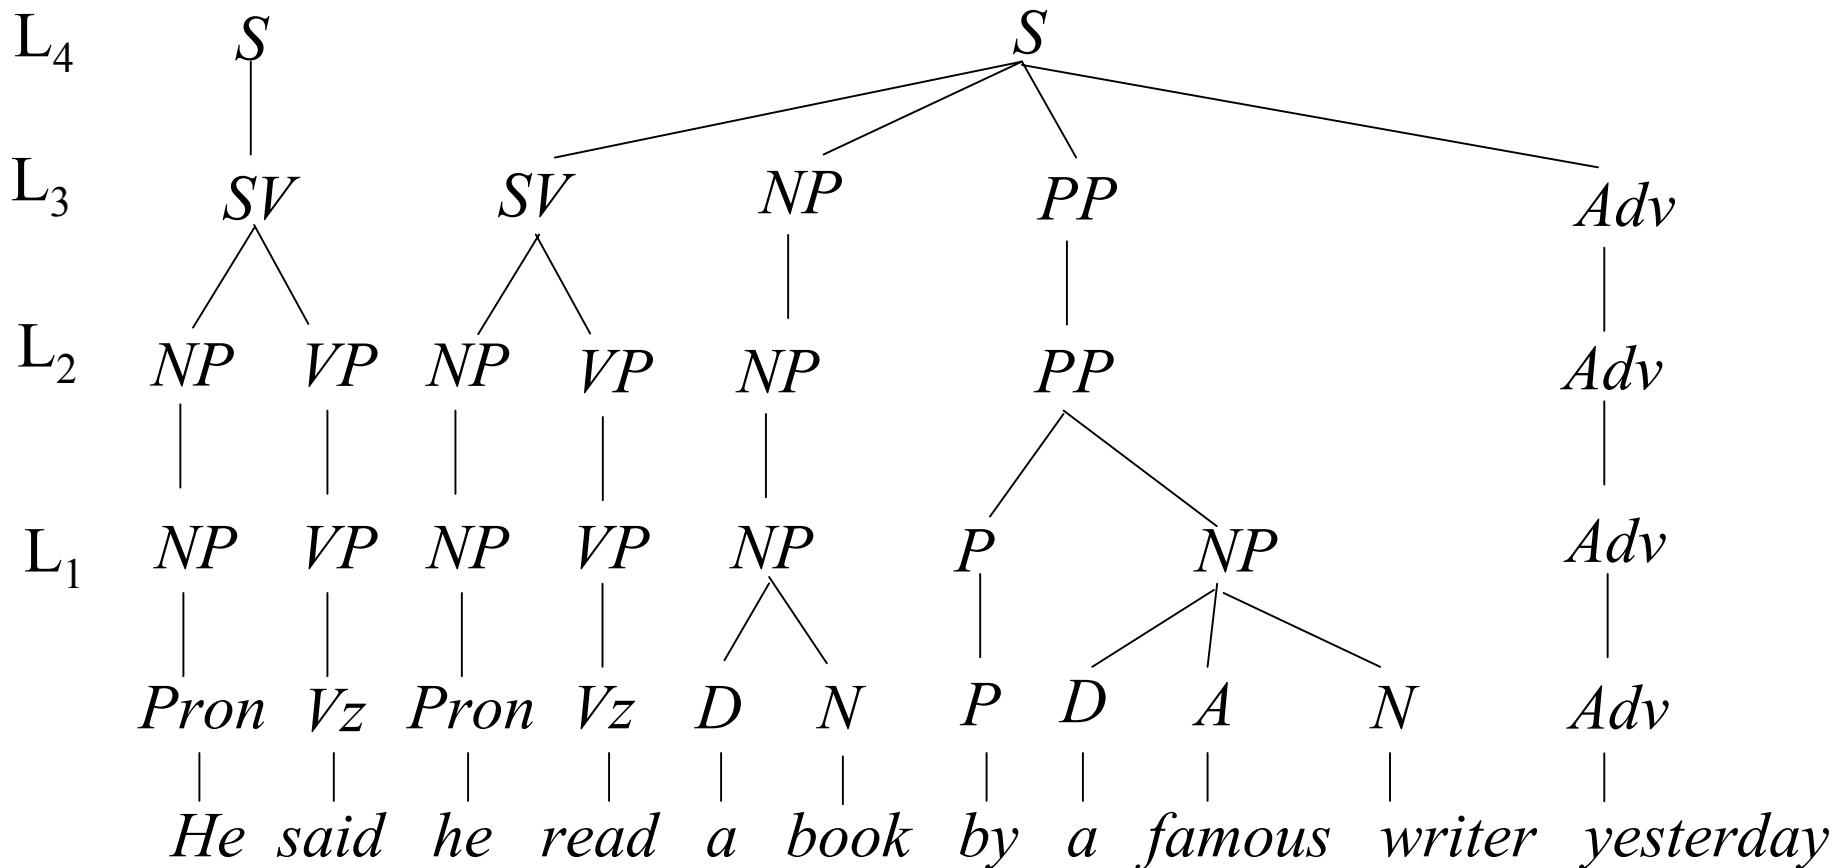 L4 S S
L3 SV SV NP PP Adv
L2 NP VP NP VP NP PP Adv
L1 NP VP NP VP NP P NP Adv
Pron Vz Pron Vz D N P D A N Adv
He said he read a book by a famous writer yesterday